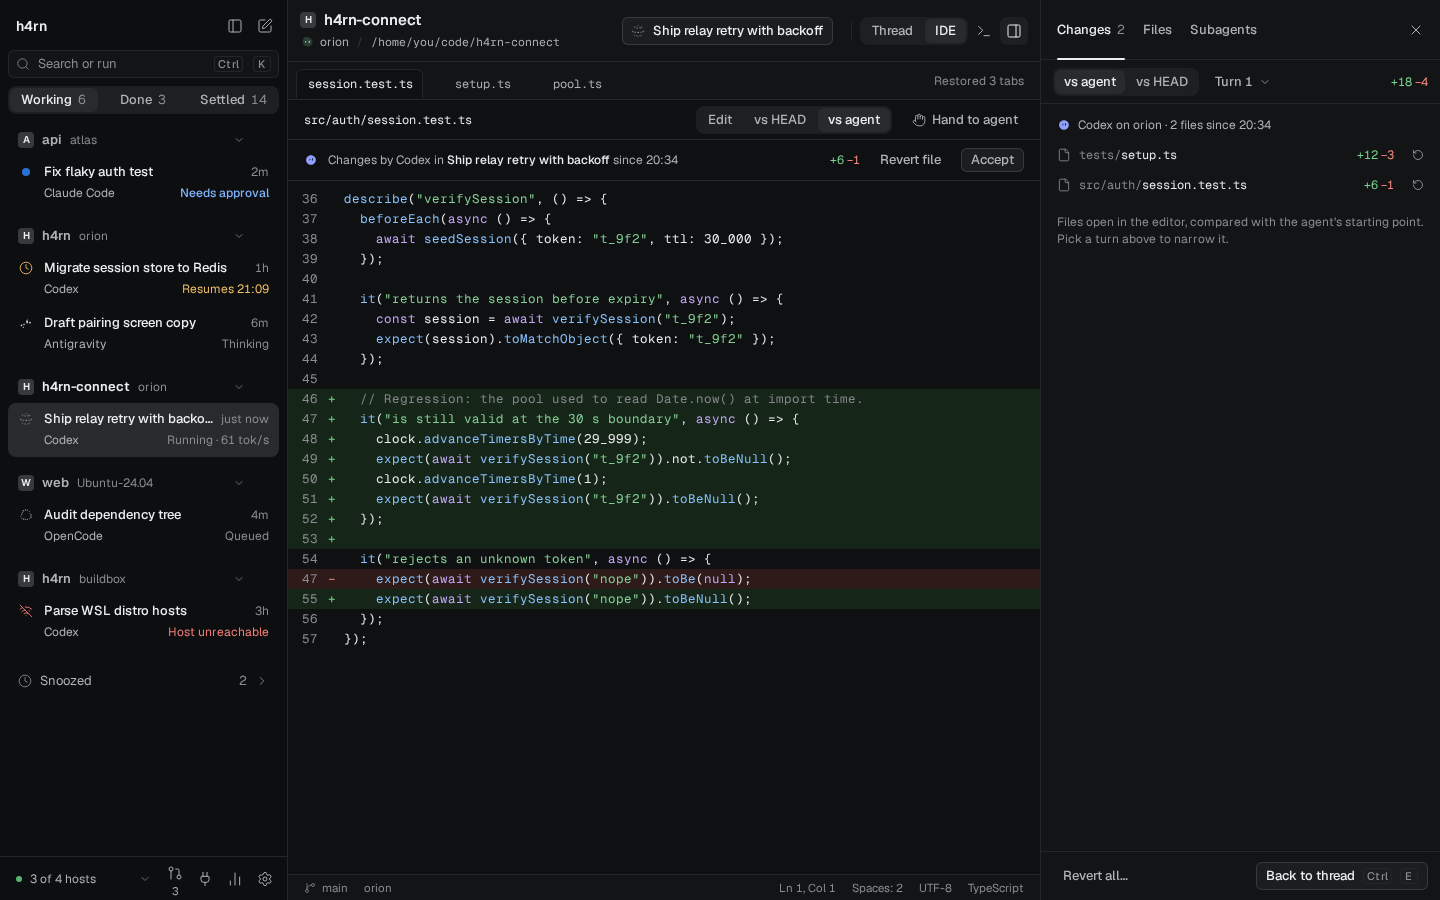 h4rn
Search or run Ctrl K
Working 6 Done 3 Settled 14
A api atlas
Fix flaky auth test 2m
Claude Code Needs approval
H h4rn orion
Migrate session store to Redis 1h
Codex Resumes 21:09
Draft pairing screen copy 6m
Antigravity Thinking
H h4rn-connect orion
Ship relay retry with backo... just now
Codex Running · 61 tok/s
W web Ubuntu-24.04
Audit dependency tree 4m
OpenCode Queued
H h4rn buildbox
Parse WSL distro hosts 3h
Codex Host unreachable
Snoozed 2
3 of 4 hosts 3
H h4rn-connect
orion / /home/you/code/h4rn-connect
Ship relay retry with backoff Thread IDE
session.test.ts setup.ts pool.ts Restored 3 tabs
src/auth/session.test.ts Edit vs HEAD vs agent Hand to agent
Changes by Codex in Ship relay retry with backoff since 20:34 +6 −1 Revert file Accept
36 describe("verifySession", () => {
37 beforeEach(async () => {
38 await seedSession({ token: "t_9f2", ttl: 30_000 });
39 });
40
41 it("returns the session before expiry", async () => {
42 const session = await verifySession("t_9f2");
43 expect(session).toMatchObject({ token: "t_9f2" });
44 });
45
46 + // Regression: the pool used to read Date.now() at import time.
47 + it("is still valid at the 30 s boundary", async () => {
48 + clock.advanceTimersByTime(29_999);
49 + expect(await verifySession("t_9f2")).not.toBeNull();
50 + clock.advanceTimersByTime(1);
51 + expect(await verifySession("t_9f2")).toBeNull();
52 + });
53 +
54 it("rejects an unknown token", async () => {
47 − expect(await verifySession("nope")).toBe(null);
55 + expect(await verifySession("nope")).toBeNull();
56 });
57 });
main orion Ln 1, Col 1 Spaces: 2 UTF-8 TypeScript
Changes 2 Files Subagents
vs agent vs HEAD Turn 1 +18 −4
Codex on orion · 2 files since 20:34
tests/setup.ts +12 −3
src/auth/session.test.ts +6 −1
Files open in the editor, compared with the agent's starting point.
Pick a turn above to narrow it.
Revert all... Back to thread Ctrl E